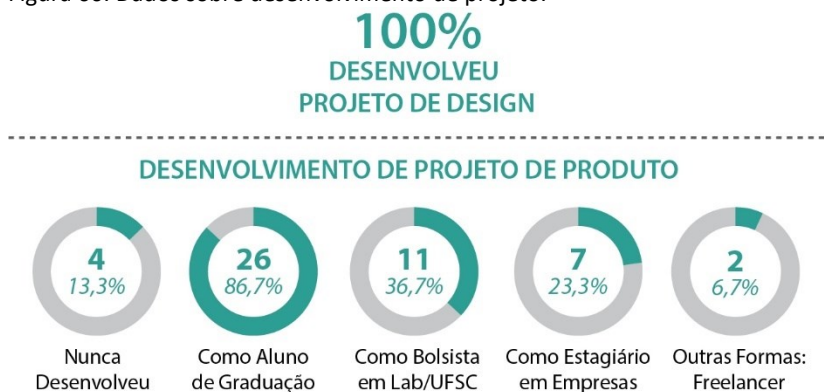 100%
DESENVOLVEU
PROJETO DE DESIGN
DESENVOLVIMENTO DE PROJETO DE PRODUTO
4
13,3%
Nunca
Desenvolveu
26
86,7%
Como Aluno
de Graduação
11
36,7%
Como Bolsista
em Lab/UFSC
7
23,3%
Como Estagiário
em Empresas
2
6,7%
Outras Formas:
Freelancer